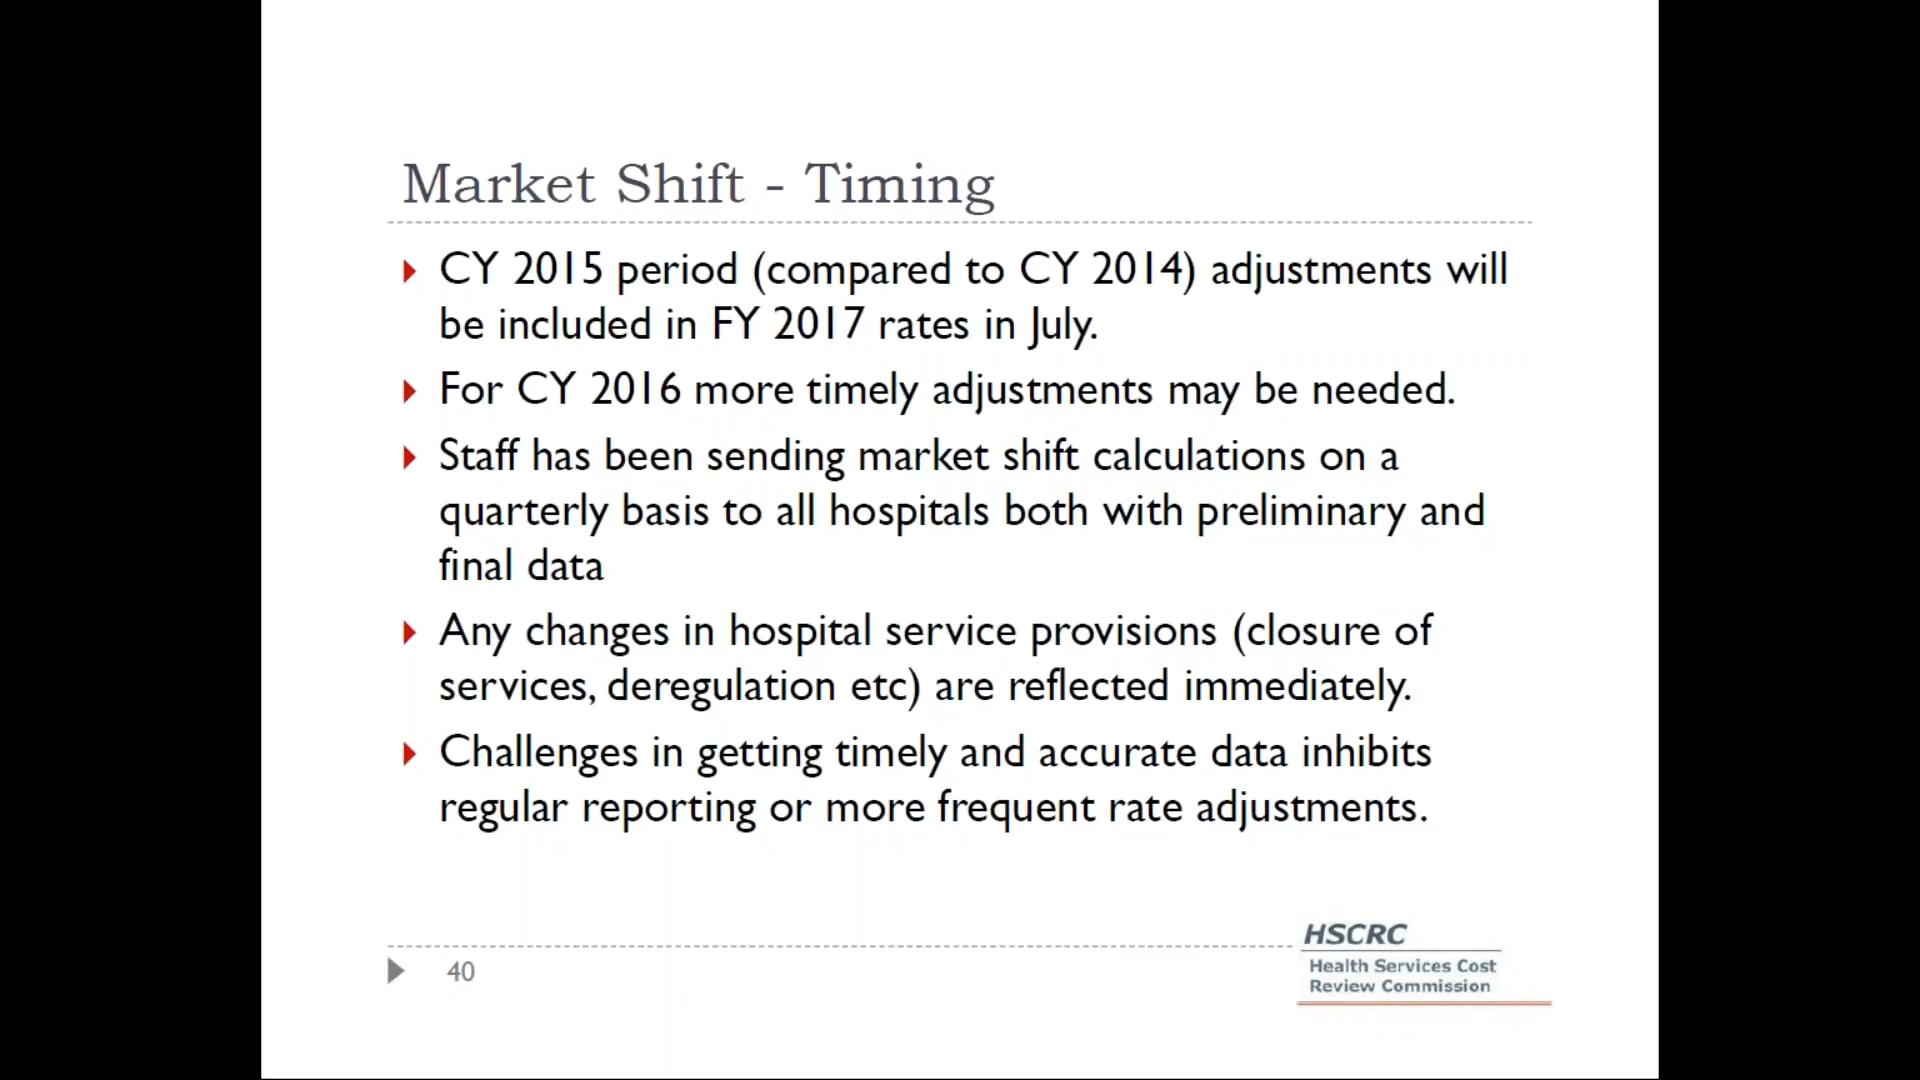 Market Shift - Timing
CY 2015 period (compared to CY 2014) adjustments will
be included in FY 2017 rates in July.
For CY 2016 more timely adjustments may be needed.
Staff has been sending market shift calculations on a
quarterly basis to all hospitals both with preliminary and
final data
Any changes in hospital service provisions (closure of
services, deregulation etc) are reflected immediately.
Challenges in getting timely and accurate data inhibits
regular reporting or more frequent rate adjustments.
40
HSCRC
Health Services Cost
Review Commission